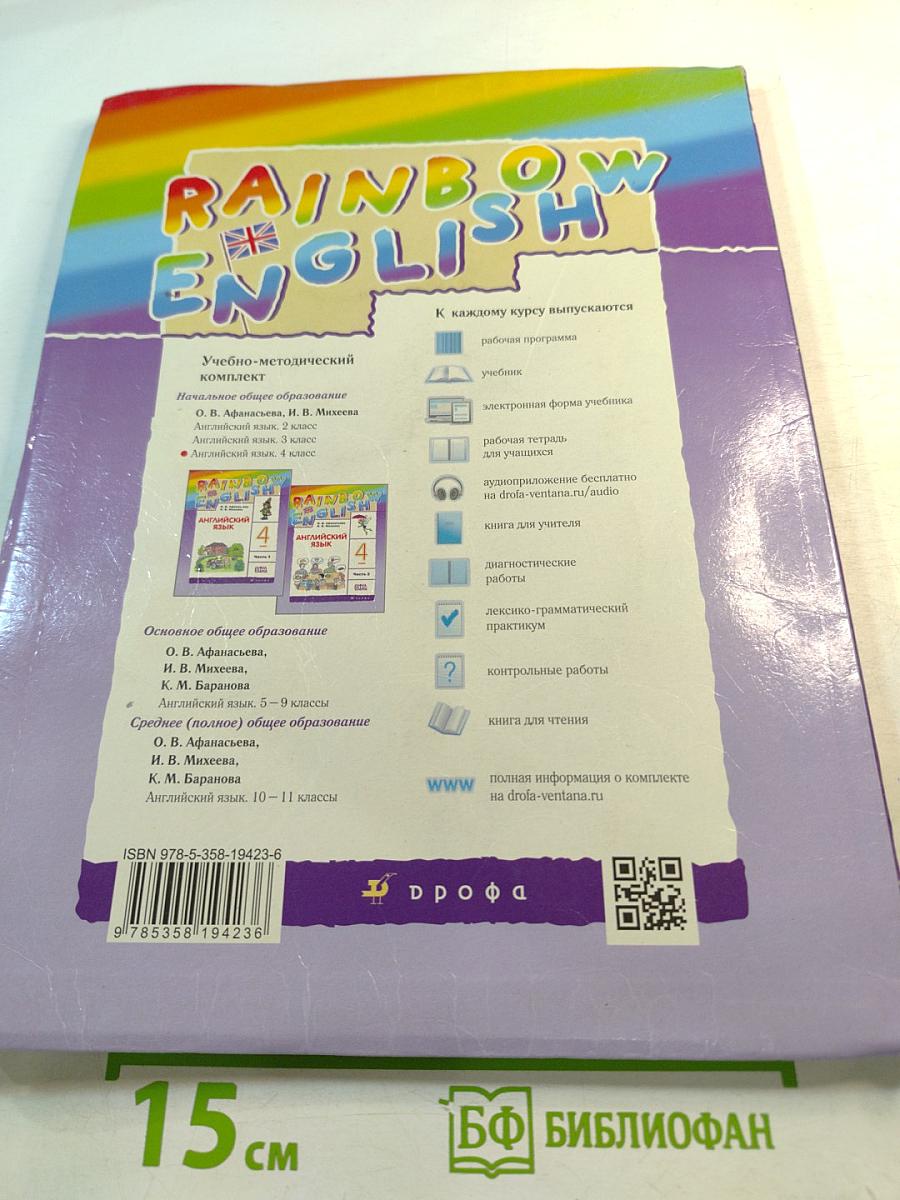 RAINBOW
ENGLISH
Учебно-методический
комплект
Начальное общее образование
О. В. Афанасьева, И. В. Михеева
Английский язык. 2 класс
Английский язык. 3 класс
Английский язык. 4 класс
RAINBOW
ENGLISH
АНГЛИЙСКИЙ
ЯЗЫК
4
Часть 1
RAINBOW
ENGLISH
АНГЛИЙСКИЙ
ЯЗЫК
4
Часть 2
Основное общее образование
О. В. Афанасьева,
И. В. Михеева,
К. М. Баранова
Английский язык. 5 – 9 классы
Среднее (полное) общее образование
О. В. Афанасьева,
И. В. Михеева,
К. М. Баранова
Английский язык. 10 – 11 классы
К каждому курсу выпускаются
рабочая программа
учебник
электронная форма учебника
рабочая тетрадь
для учащихся
аудиоприложение бесплатно
на drofa-ventana.ru/audio
книга для учителя
диагностические
работы
лексико-грамматический
практикум
?
контрольные работы
книга для чтения
www
полная информация о комплекте
на drofa-ventana.ru
ISBN 978-5-358-19423-6
9 785358 194236
дрофа
15 см
БФ БИБЛИОФАН